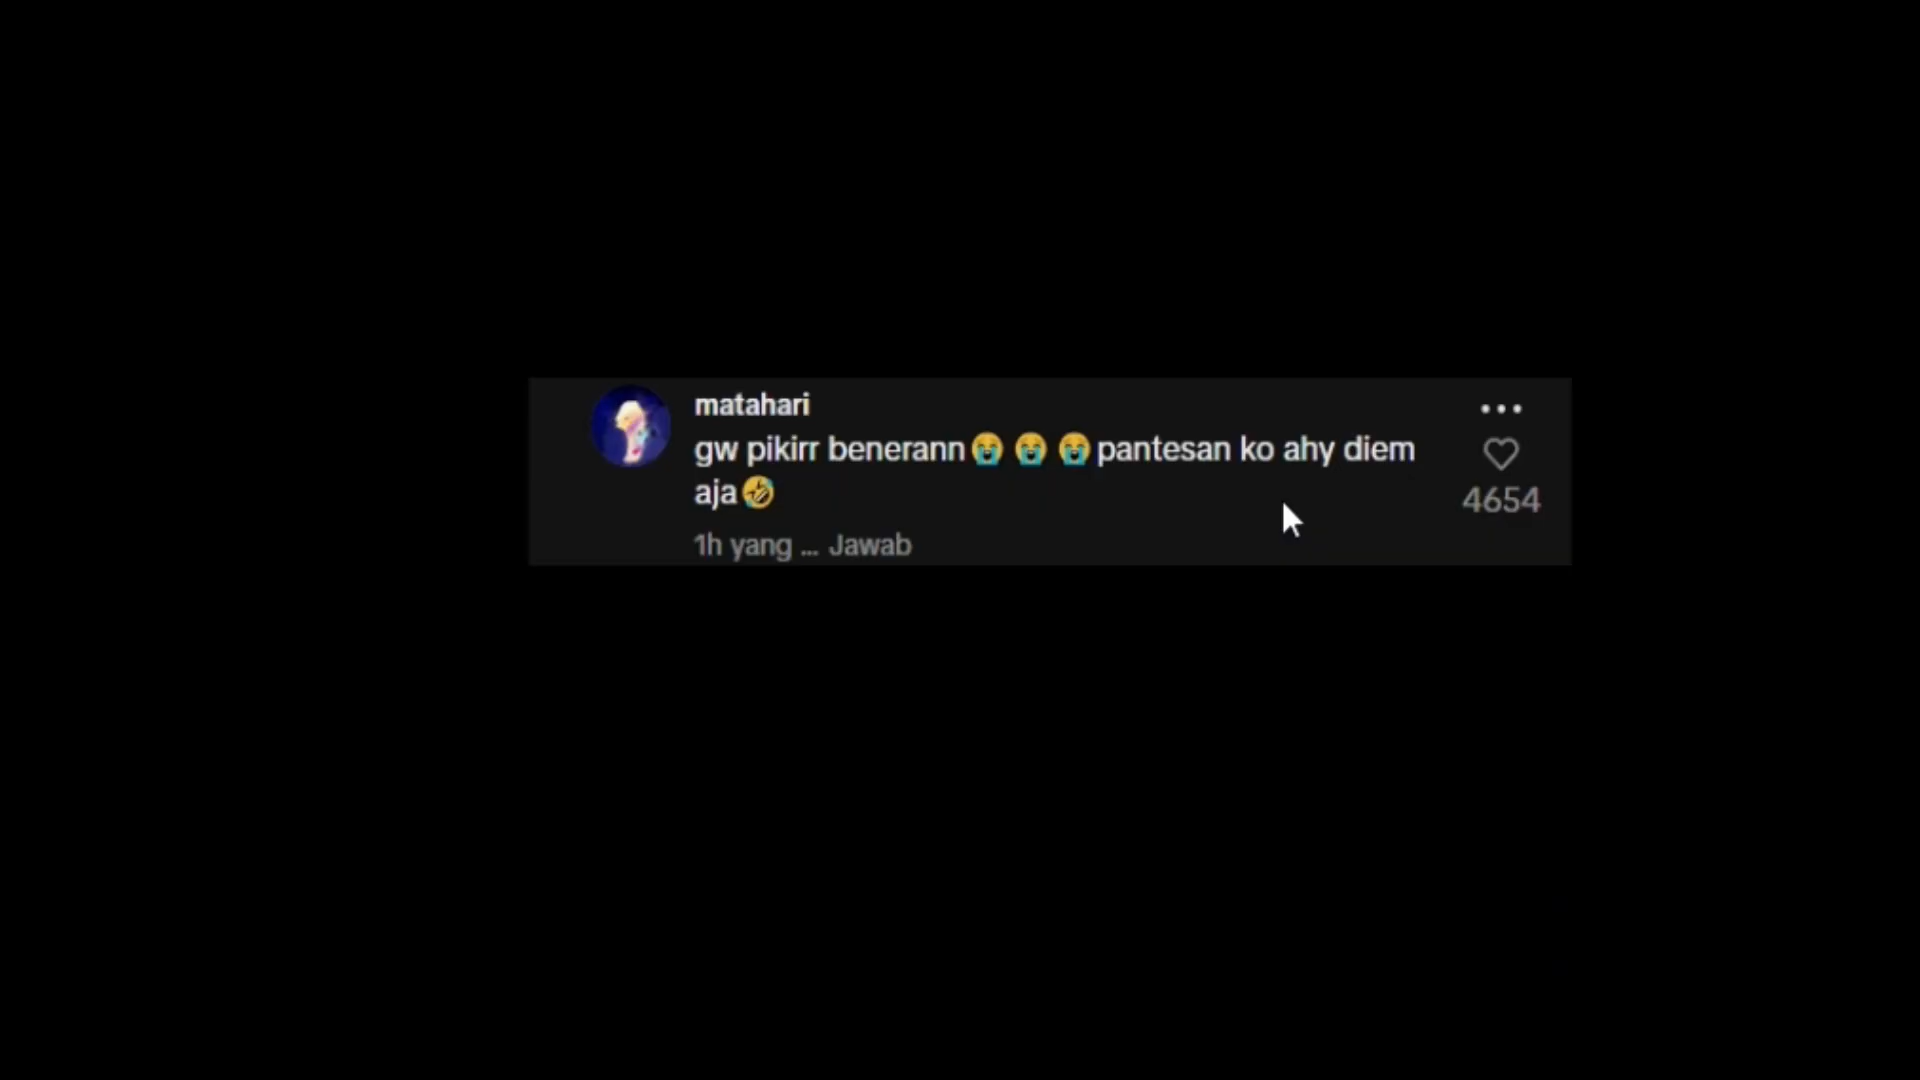 matahari
gw pikirr benerann😭😭😭pantesan ko ahy diem
aja🤣
1h yang ... Jawab
4654